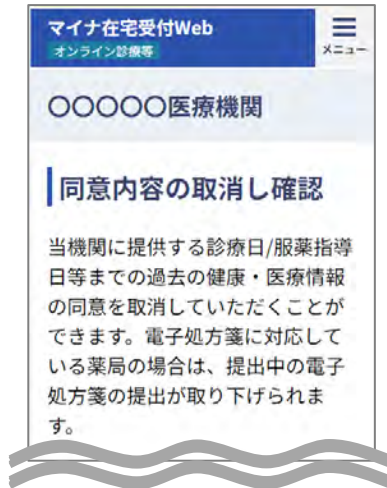 マイナ在宅受付Web
オンライン診療等
メニュー
〇〇〇〇〇医療機関
同意内容の取消し確認
当機関に提供する診療日/服薬指導
日等までの過去の健康・医療情報
の同意を取消していただくことが
できます。電子処方箋に対応して
いる薬局の場合は、提出中の電子
処方箋の提出が取り下げられま
す。